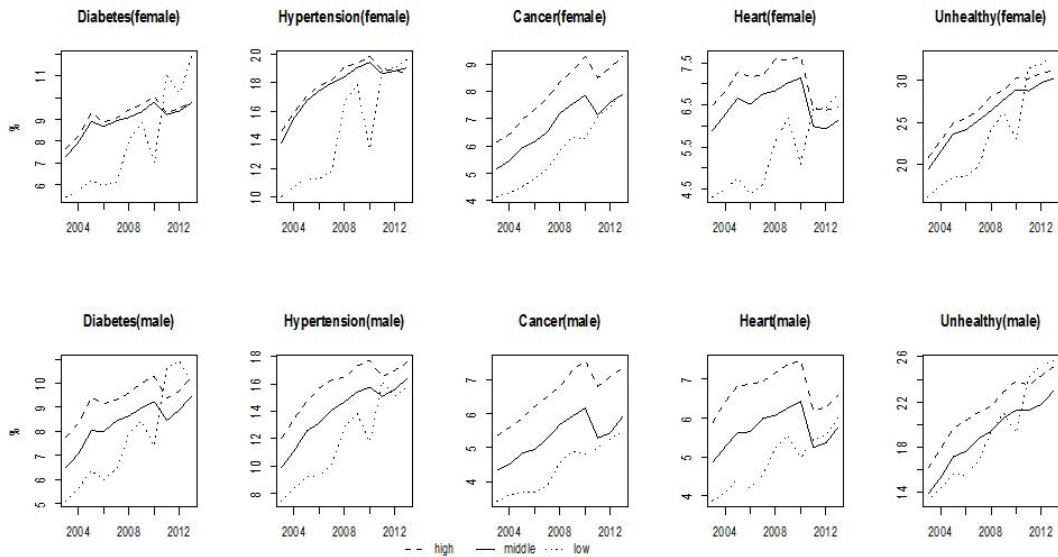 Diabetes(female) Hypertension(female) Cancer(female) Heart(female) Unhealthy(female)
%
6 7 8 9 11
10 12 14 16 18 20
4 5 6 7 8 9
4.5 5.5 6.5 7.5
20 25 30
2004 2008 2012 2004 2008 2012 2004 2008 2012 2004 2008 2012 2004 2008 2012
Diabetes(male) Hypertension(male) Cancer(male) Heart(male) Unhealthy(male)
%
5 6 7 8 9 10
8 10 12 14 16 18
4 5 6 7
4 5 6 7
14 18 22 26
2004 2008 2012 2004 2008 2012 2004 2008 2012 2004 2008 2012 2004 2008 2012
high middle low